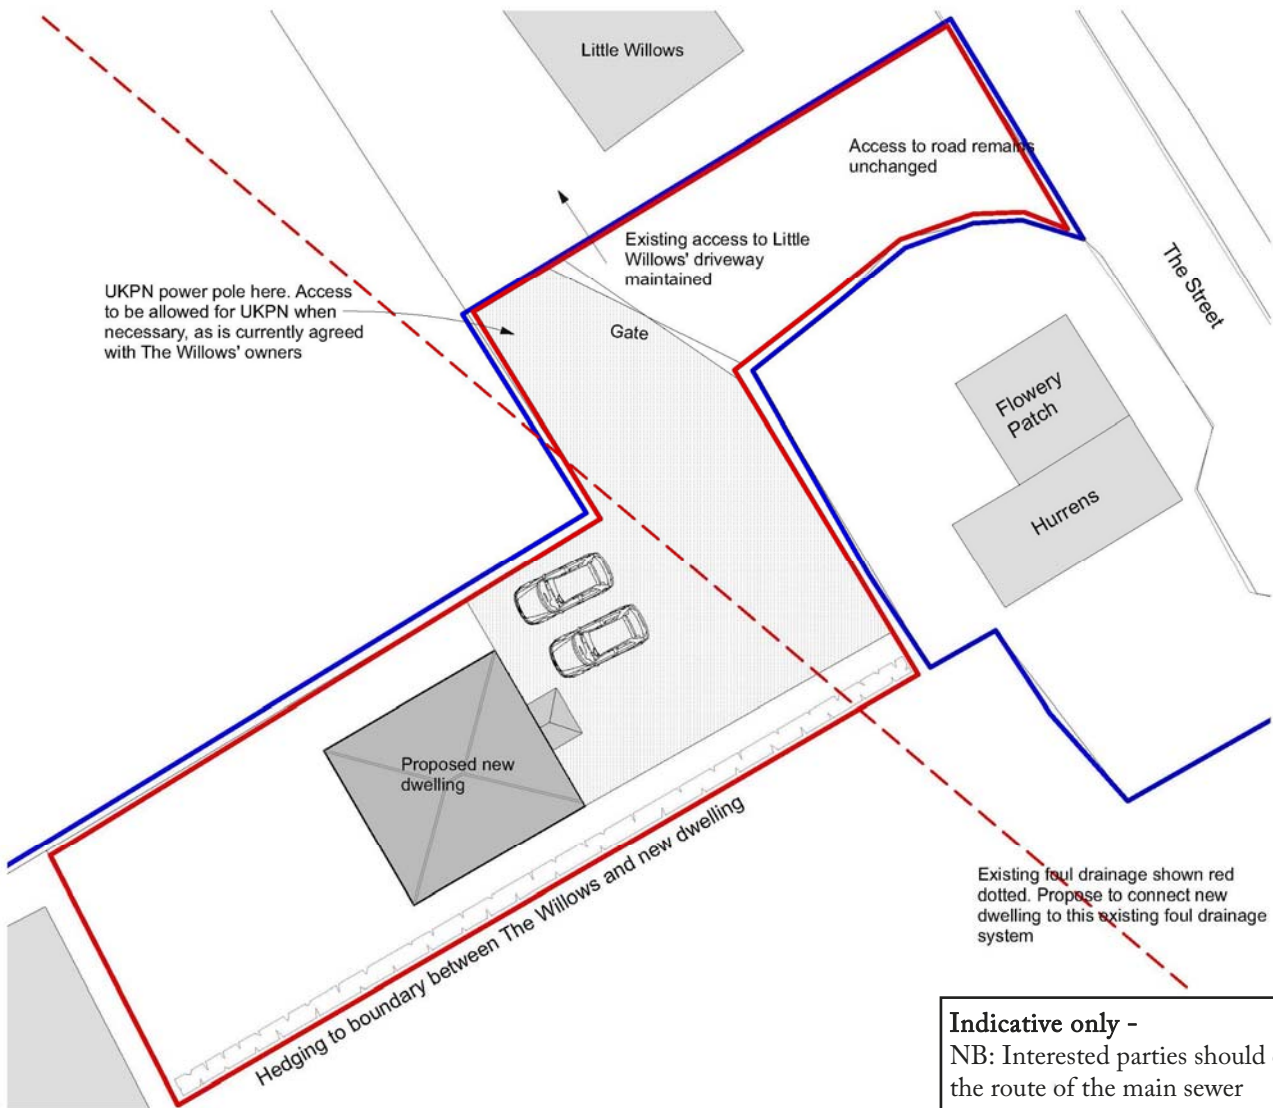 Little Willows
Access to road remains
unchanged
Existing access to Little
Willows' driveway
maintained
The Street
UKPN power pole here. Access
to be allowed for UKPN when
necessary, as is currently agreed
with The Willows' owners
Gate
Flowery
Patch
Hurrens
Proposed new
dwelling
Hedging to boundary between The Willows and new dwelling
Existing foul drainage shown red
dotted. Propose to connect new
dwelling to this existing foul drainage
system
Indicative only -
NB: Interested parties should
the route of the main sewer